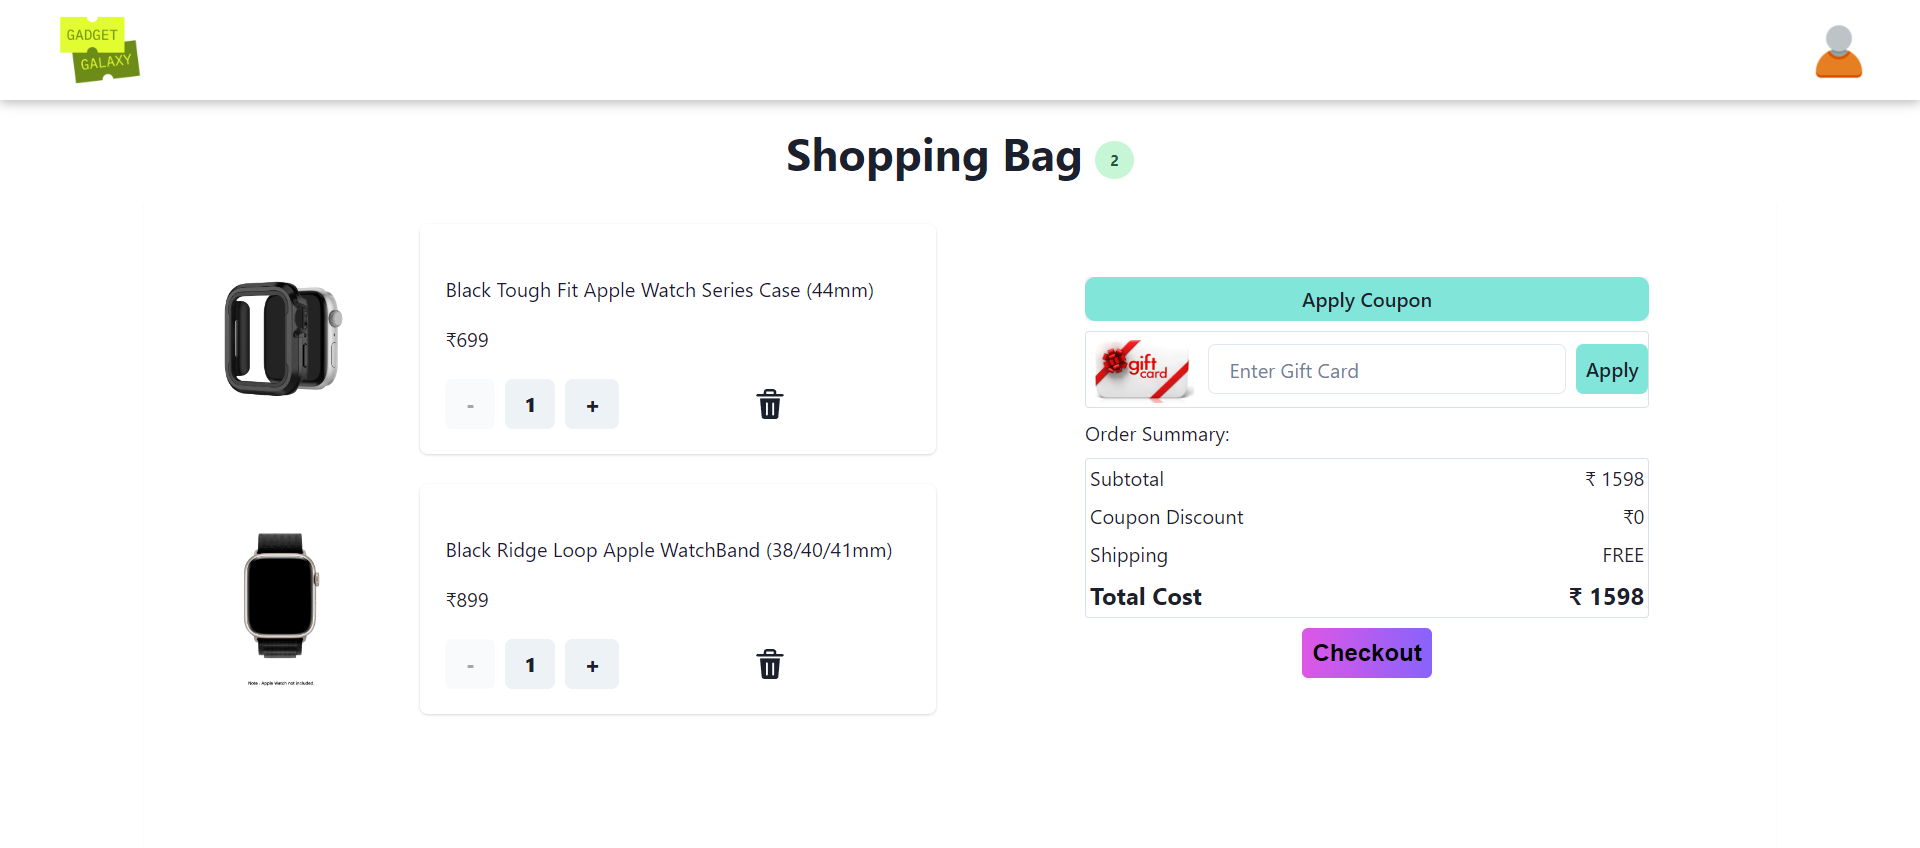 GADGET
GALAXY
Shopping Bag 2
Black Tough Fit Apple Watch Series Case (44mm)
₹699
- 1 +
Black Ridge Loop Apple WatchBand (38/40/41mm)
₹899
- 1 +
Note - Apple Watch not included.
Apply Coupon
gift
card
Enter Gift Card
Apply
Order Summary:
Subtotal ₹ 1598
Coupon Discount ₹0
Shipping FREE
Total Cost ₹ 1598
Checkout